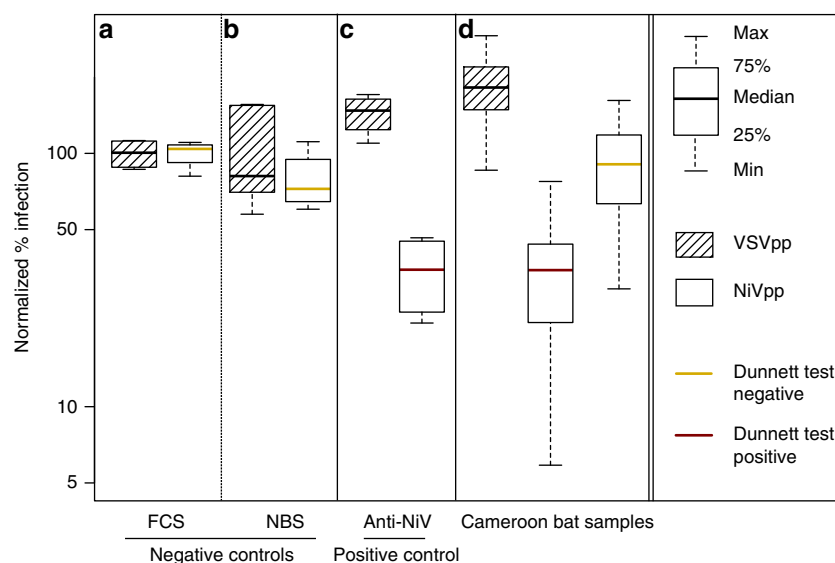 a b c d
Max
75%
Median
25%
Min
100
50
10
5
Normalized % infection
VSVpp
NiVpp
Dunnett test
negative
Dunnett test
positive
FCS NBS Anti-NiV Cameroon bat samples
Negative controls Positive control